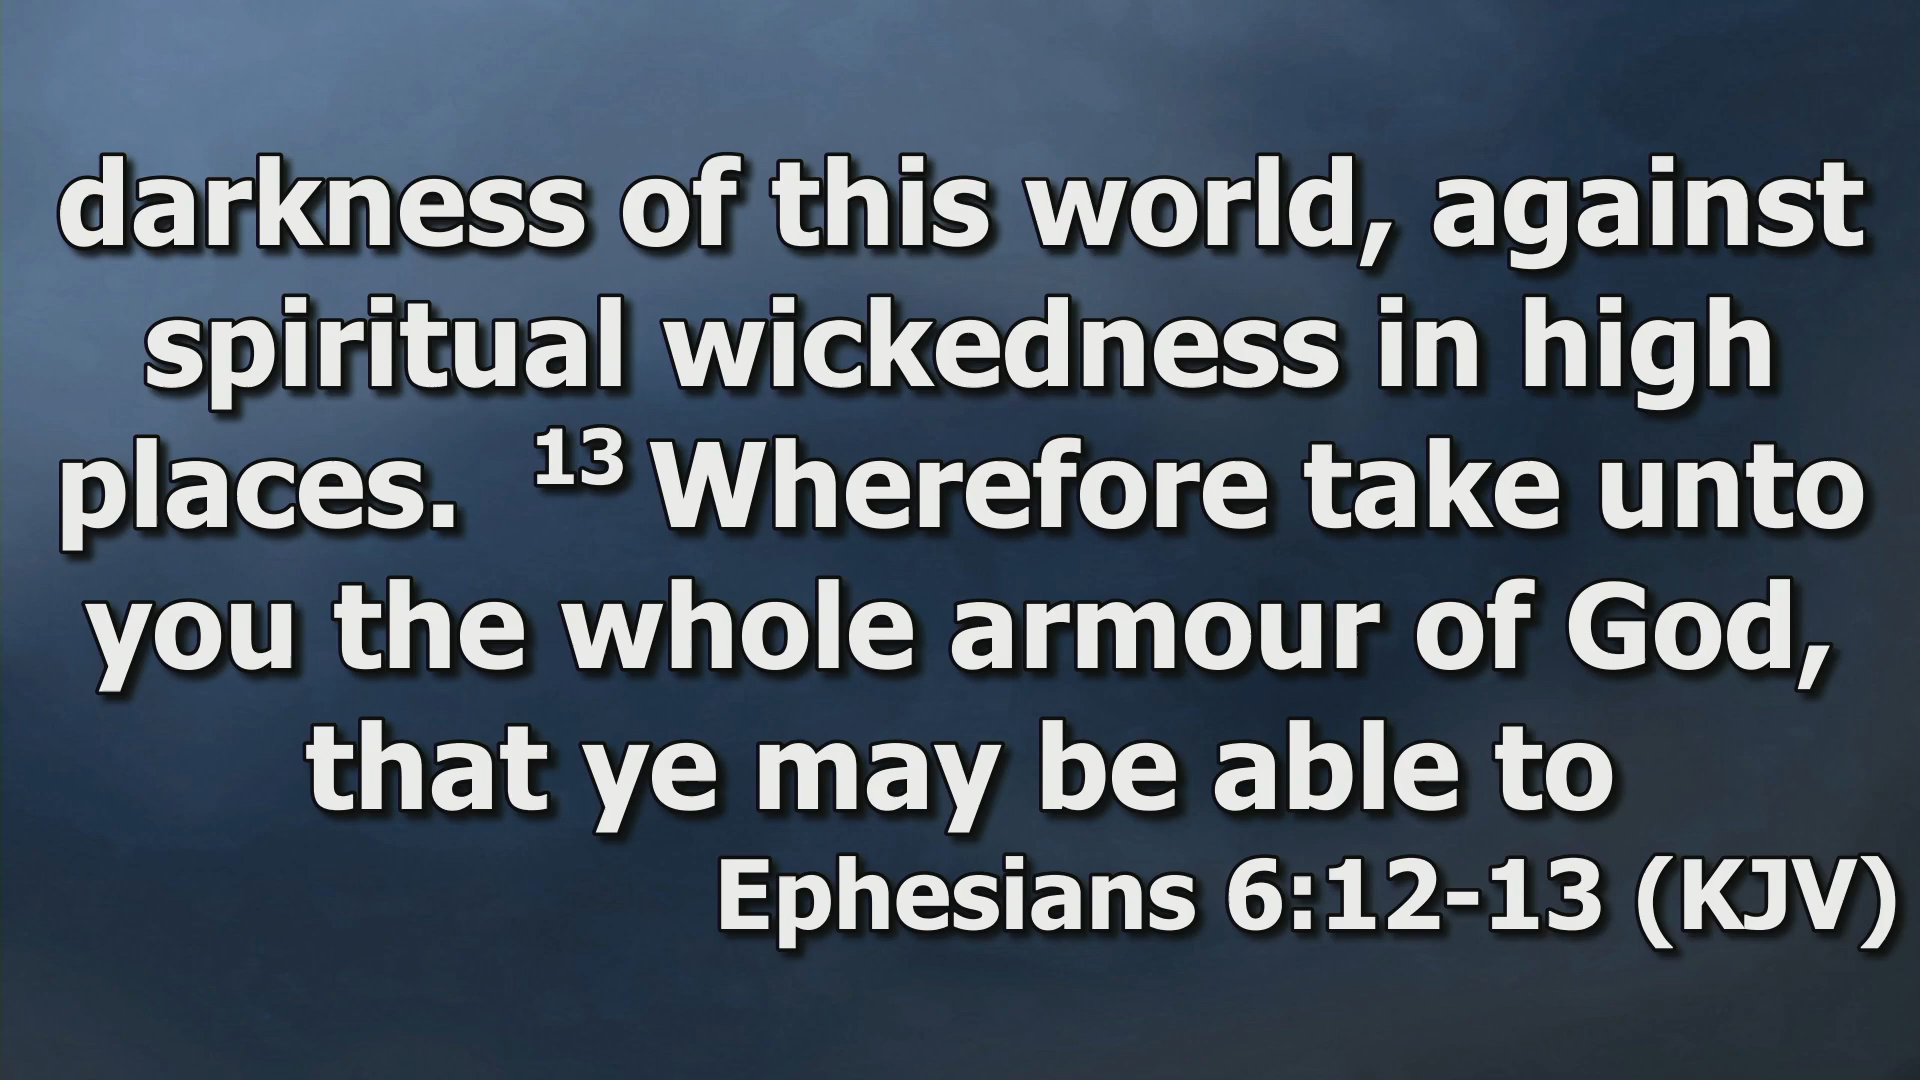 darkness of this world, against
spiritual wickedness in high
places. 13 Wherefore take unto
you the whole armour of God,
that ye may be able to
Ephesians 6:12-13 (KJV)